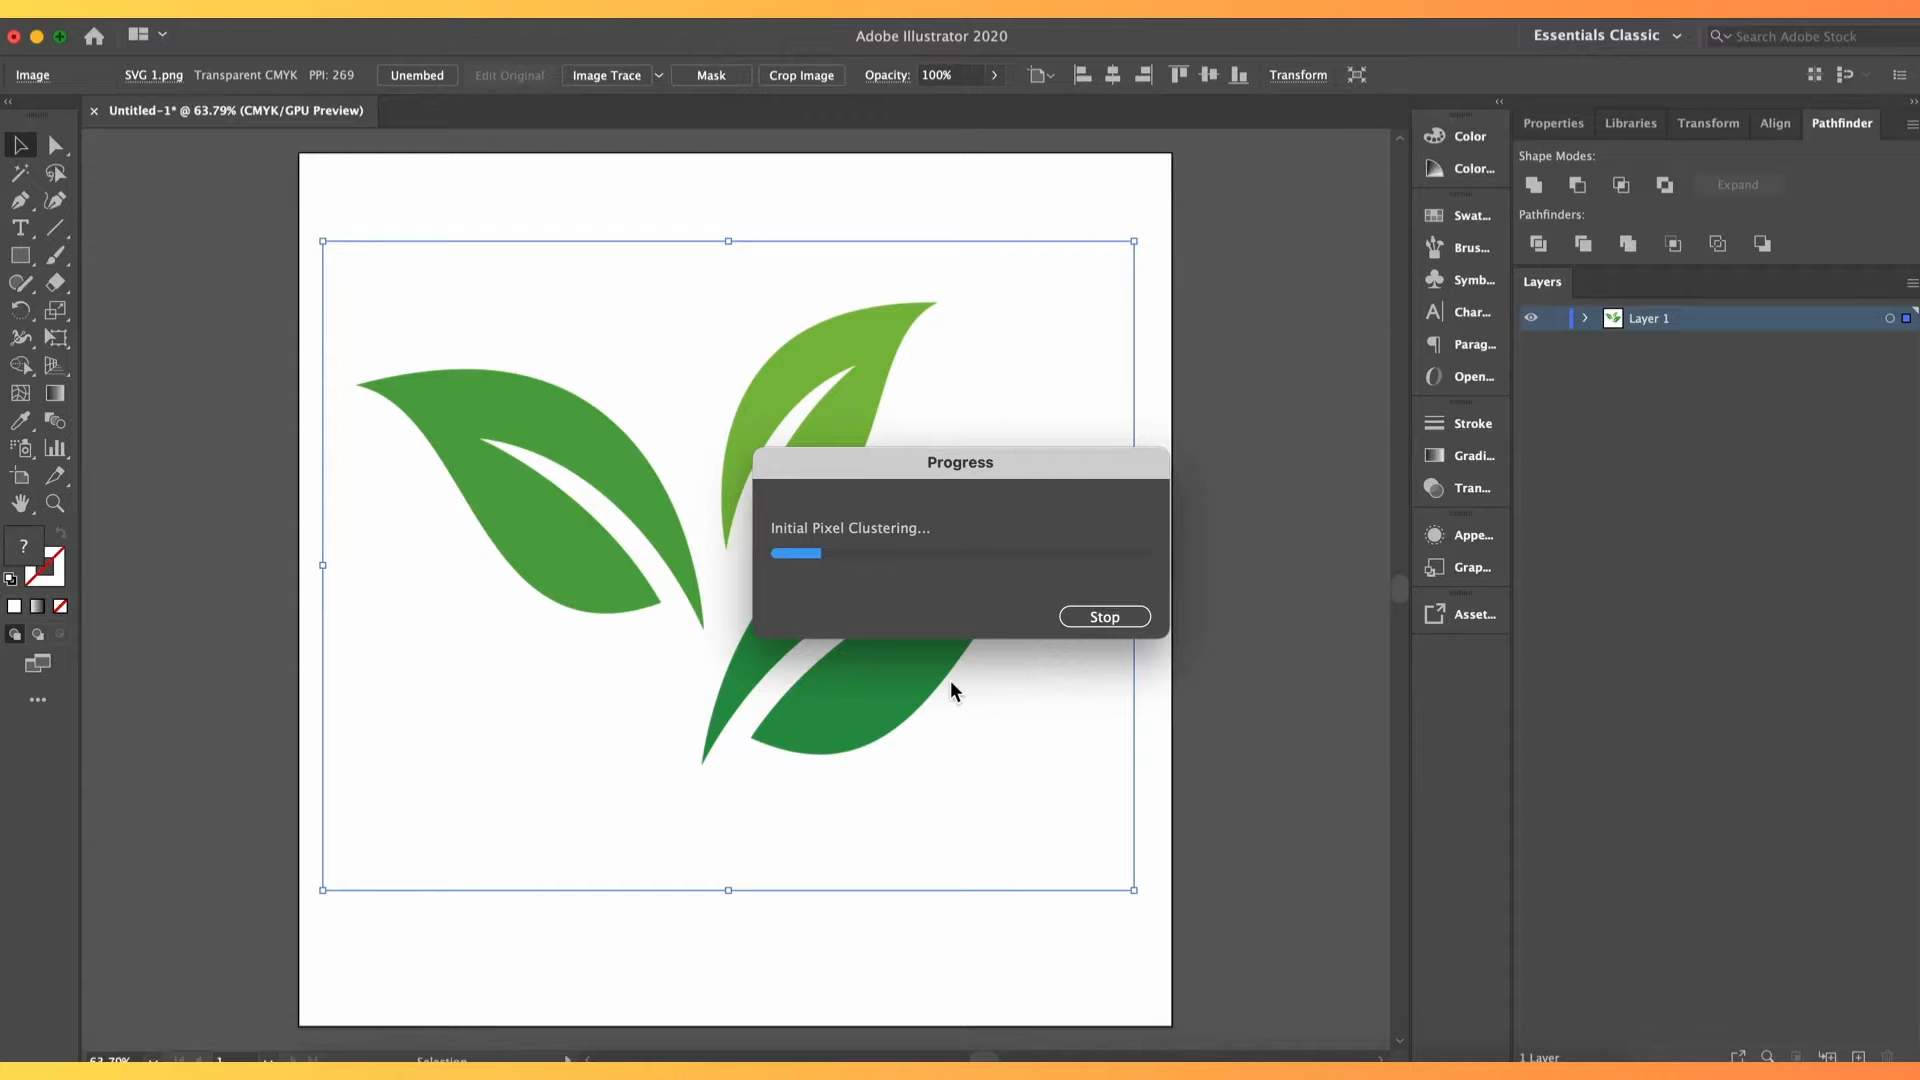 Adobe Illustrator 2020
Essentials Classic
Search Adobe Stock
Image
SVG 1.png
Transparent CMYK
PPI: 269
Unembed
Edit Original
Image Trace
Mask
Crop Image
Opacity:
100%
Transform
Untitled-1* @ 63.79% (CMYK/GPU Preview)
Properties
Libraries
Transform
Align
Pathfinder
Shape Modes:
Expand
Pathfinders:
Layers
Layer 1
Color
Color...
Swat...
Brus...
Symb...
Char...
Parag...
Open...
Stroke
Gradi...
Tran...
Appe...
Grap...
Asset...
Progress
Initial Pixel Clustering...
Stop
?
63.79%
1
Selection
1 Layer